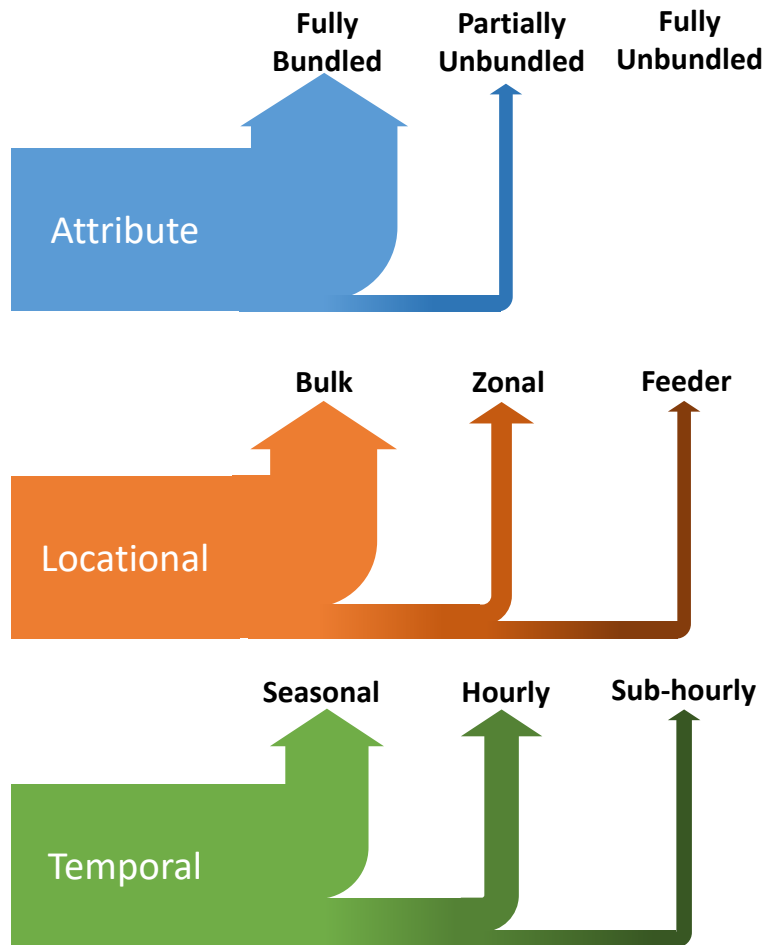 Fully
Bundled
Partially
Unbundled
Fully
Unbundled
Attribute
Bulk
Zonal
Feeder
Locational
Seasonal
Hourly
Sub-hourly
Temporal